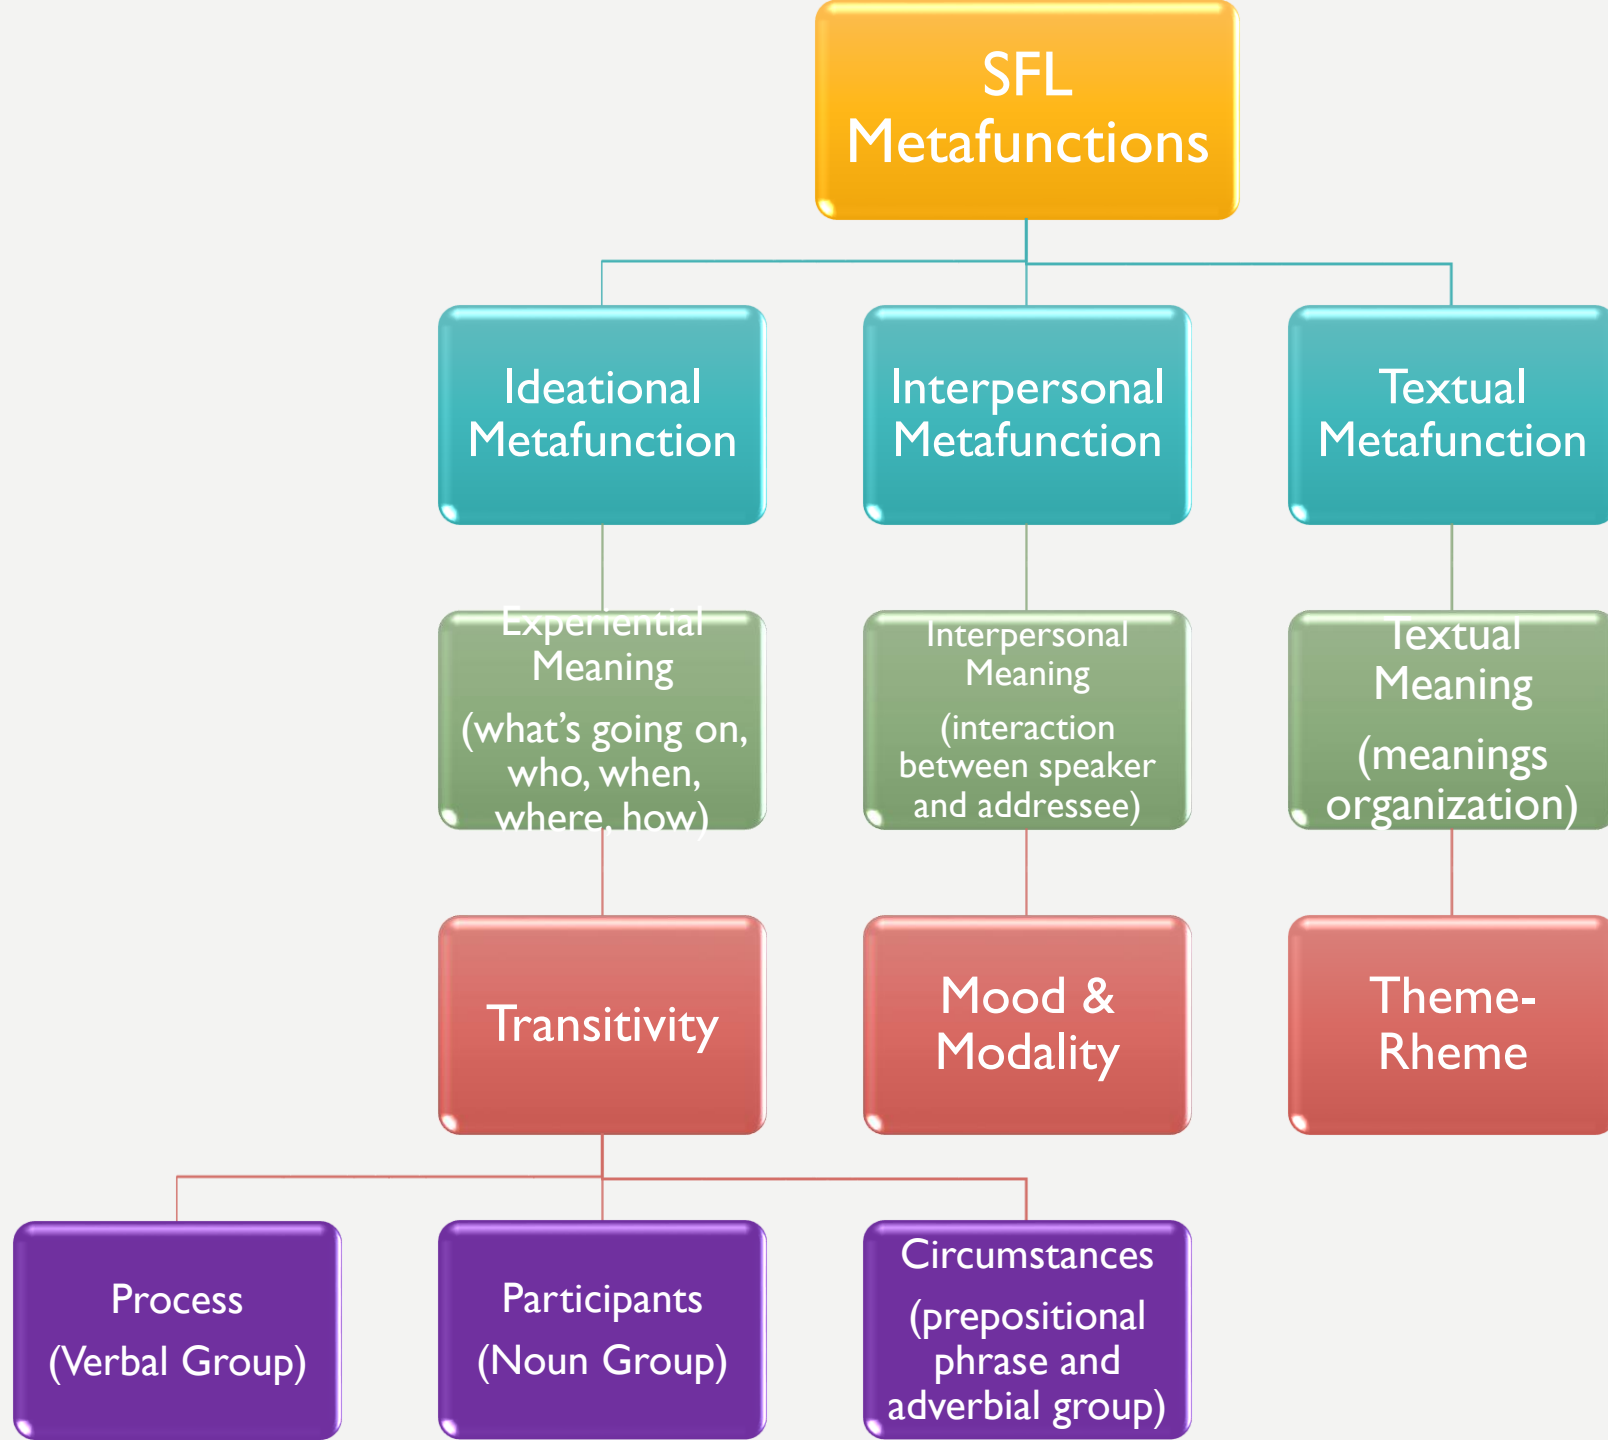 SFL
Metafunctions
Ideational
Metafunction
Interpersonal
Metafunction
Textual
Metafunction
Experiential
Meaning
(what’s going on,
who, when,
where, how)
Interpersonal
Meaning
(interaction
between speaker
and addressee)
Textual
Meaning
(meanings
organization)
Transitivity
Mood &
Modality
Theme-
Rheme
Process
(Verbal Group)
Participants
(Noun Group)
Circumstances
(prepositional
phrase and
adverbial group)